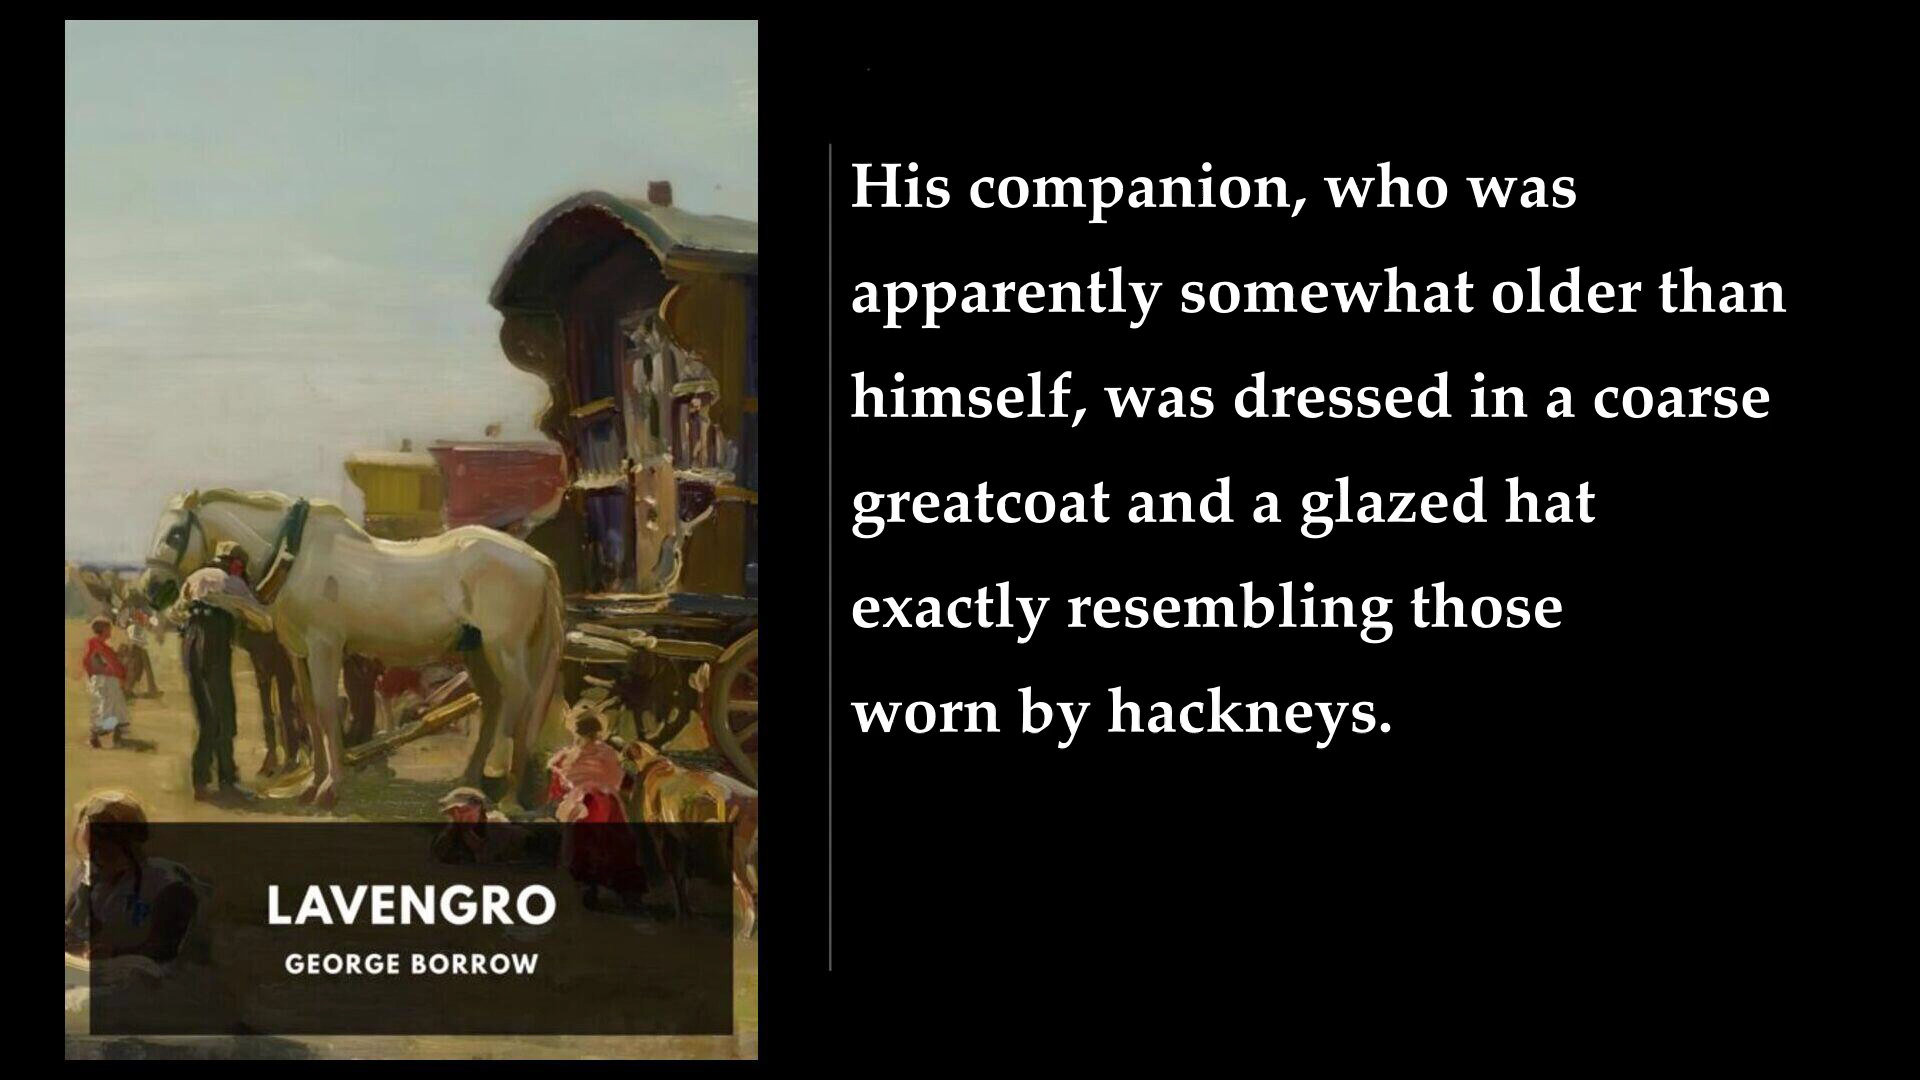 His companion, who was
apparently somewhat older than
himself, was dressed in a coarse
greatcoat and a glazed hat
exactly resembling those
worn by hackneys.
LAVENGRO
GEORGE BORROW